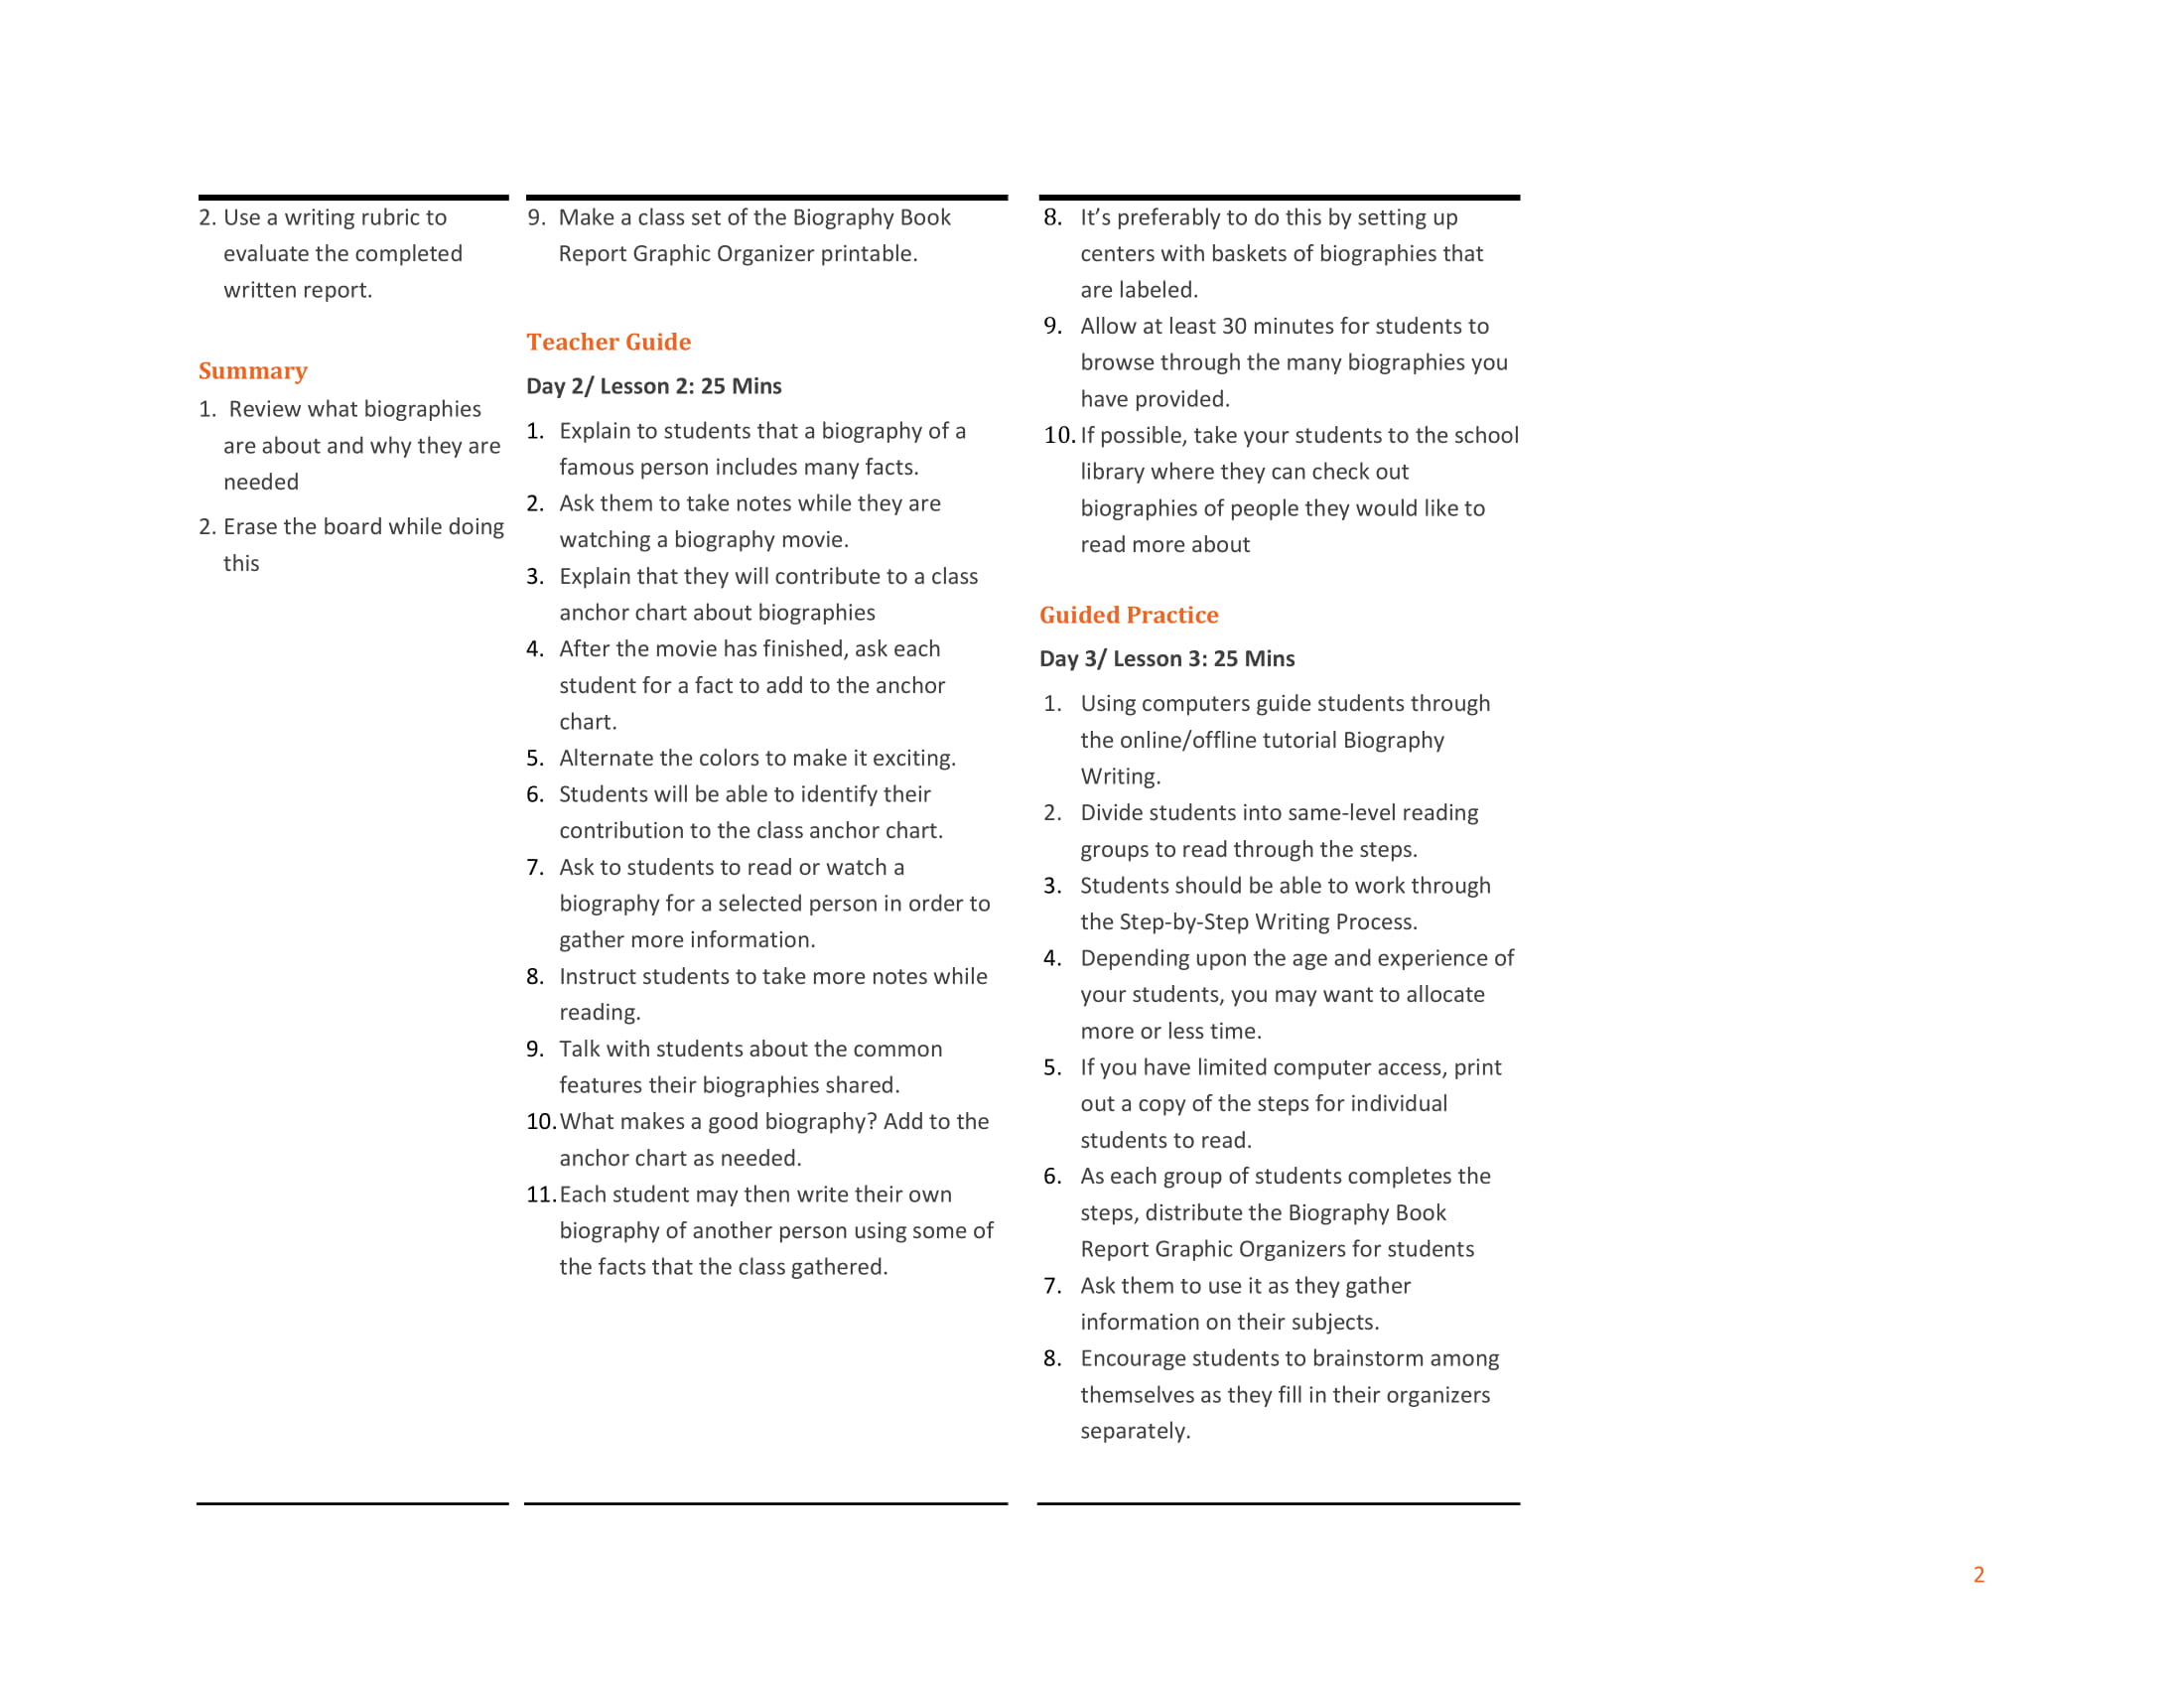 2. Use a writing rubric to
evaluate the completed
written report.
Summary
1. Review what biographies
are about and why they are
needed
2. Erase the board while doing
this
9. Make a class set of the Biography Book
Report Graphic Organizer printable.
Teacher Guide
Day 2/ Lesson 2: 25 Mins
1. Explain to students that a biography of a
famous person includes many facts.
2. Ask them to take notes while they are
watching a biography movie.
3. Explain that they will contribute to a class
anchor chart about biographies
4. After the movie has finished, ask each
student for a fact to add to the anchor
chart.
5. Alternate the colors to make it exciting.
6. Students will be able to identify their
contribution to the class anchor chart.
7. Ask to students to read or watch a
biography for a selected person in order to
gather more information.
8. Instruct students to take more notes while
reading.
9. Talk with students about the common
features their biographies shared.
10. What makes a good biography? Add to the
anchor chart as needed.
11. Each student may then write their own
biography of another person using some of
the facts that the class gathered.
8. It’s preferably to do this by setting up
centers with baskets of biographies that
are labeled.
9. Allow at least 30 minutes for students to
browse through the many biographies you
have provided.
10. If possible, take your students to the school
library where they can check out
biographies of people they would like to
read more about
Guided Practice
Day 3/ Lesson 3: 25 Mins
1. Using computers guide students through
the online/offline tutorial Biography
Writing.
2. Divide students into same-level reading
groups to read through the steps.
3. Students should be able to work through
the Step-by-Step Writing Process.
4. Depending upon the age and experience of
your students, you may want to allocate
more or less time.
5. If you have limited computer access, print
out a copy of the steps for individual
students to read.
6. As each group of students completes the
steps, distribute the Biography Book
Report Graphic Organizers for students
7. Ask them to use it as they gather
information on their subjects.
8. Encourage students to brainstorm among
themselves as they fill in their organizers
separately.
2